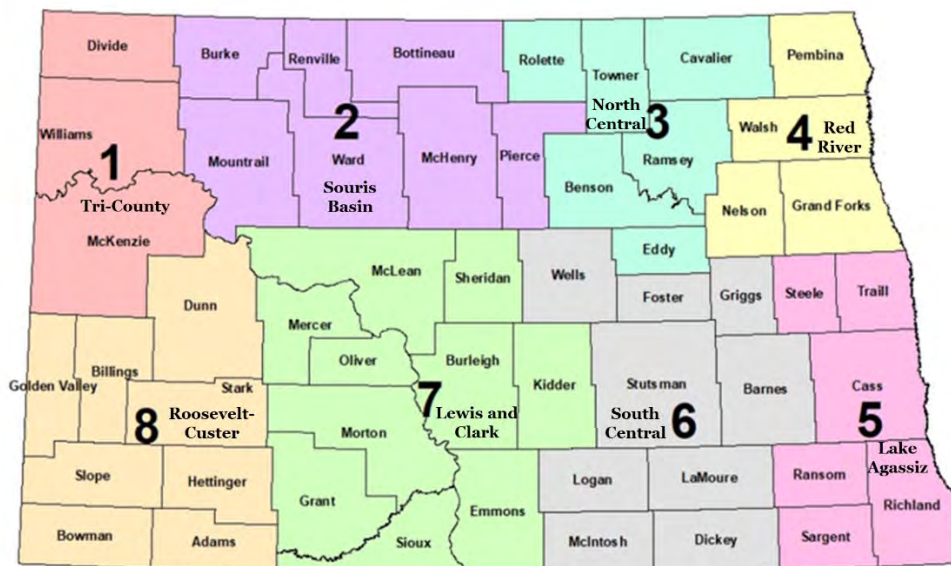 Divide
Burke
Renville
Bottineau
Rolette
Towner
Cavalier
Pembina
Williams
1
Tri-County
McKenzie
Mountrail
2
Ward
Souris
Basin
McHenry
Pierce
North
Central
3
Ramsey
Benson
Eddy
Walsh
4
Red
River
Nelson
Grand Forks
Dunn
McLean
Sheridan
Wells
Foster
Griggs
Steele
Traill
Mercer
Oliver
Burleigh
Kidder
Stutsman
Barnes
Cass
Golden Valley
Billings
Stark
8
Roosevelt-
Custer
7
Lewis and
Clark
Morton
South
Central
6
5
Lake
Agassiz
Slope
Hettinger
Grant
Emmons
Logan
LaMoure
Ransom
Richland
Bowman
Adams
Sioux
McIntosh
Dickey
Sargent